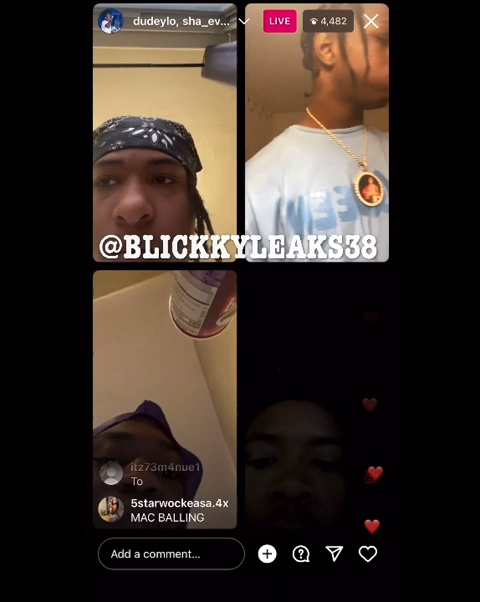 dudeylo, sha_ev...
LIVE
4,482
@BLICKKYLEAKS38
itz73m4nue1
To
5starwockeasa.4x
MAC BALLING
Add a comment...